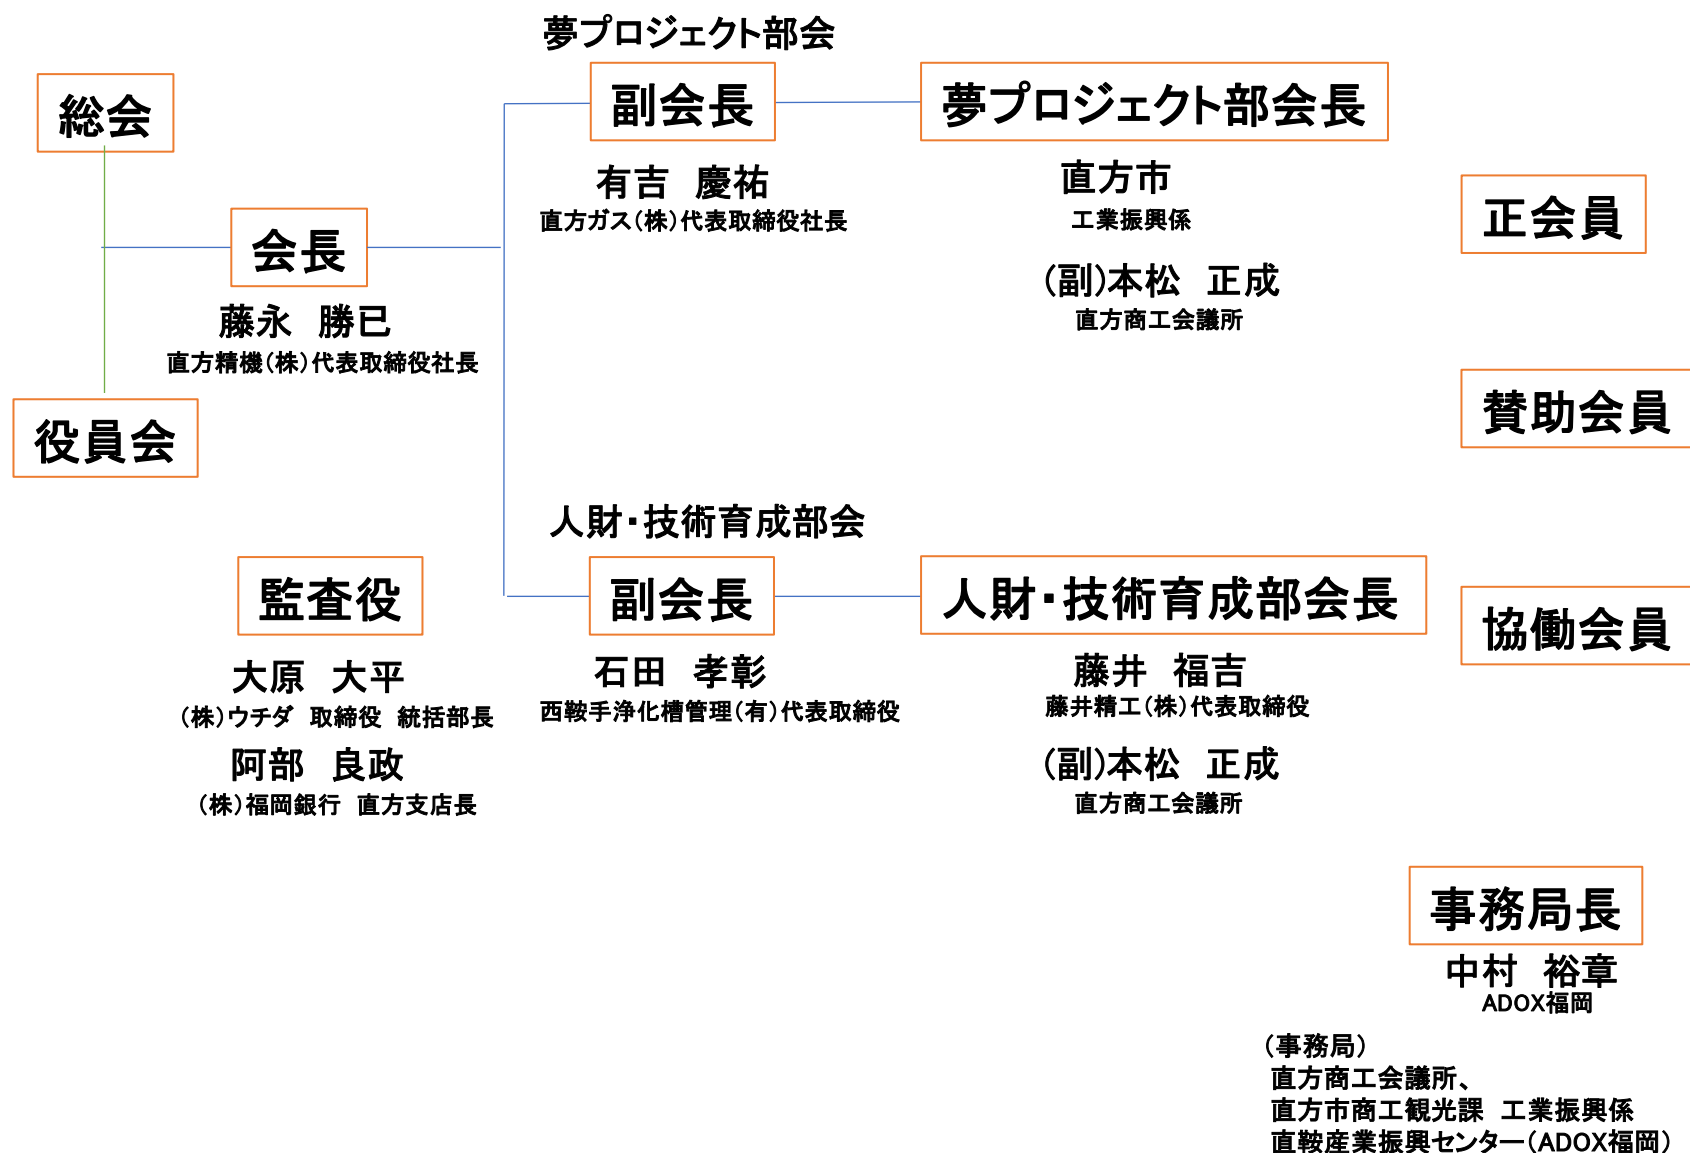 総会
役員会
会長
藤永　勝已
直方精機（株）代表取締役社長
夢プロジェクト部会
副会長
有吉　慶祐
直方ガス（株）代表取締役社長
夢プロジェクト部会長
直方市
工業振興係
（副）本松　正成
直方商工会議所
人財・技術育成部会
副会長
石田　孝彰
西鞍手浄化槽管理（有）代表取締役
人財・技術育成部会長
藤井　福吉
藤井精工（株）代表取締役
（副）本松　正成
直方商工会議所
監査役
大原　大平
（株）ウチダ　取締役　統括部長
阿部　良政
（株）福岡銀行　直方支店長
正会員
賛助会員
協働会員
事務局長
中村　裕章
ADOX福岡
（事務局）
直方商工会議所、
直方市商工観光課　工業振興係
直鞍産業振興センター（ADOX福岡）